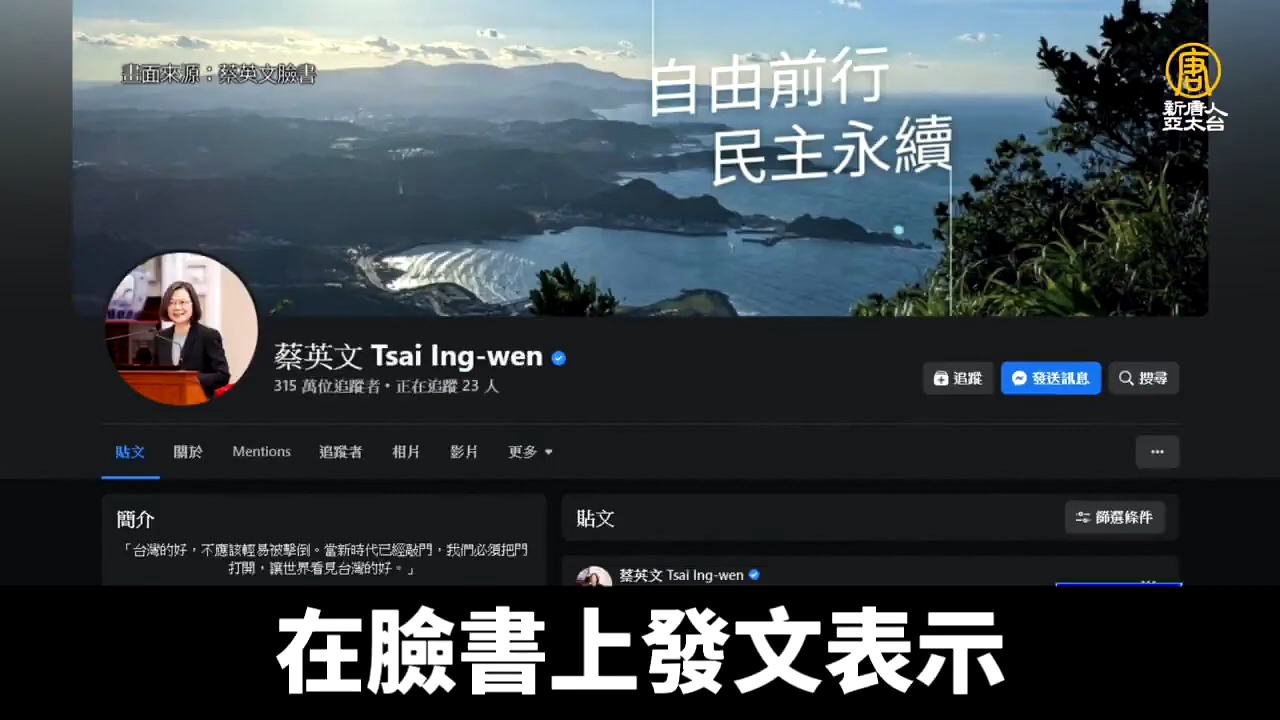 畫面來源：蔡英文臉書
自由前行
民主永續
唐
新唐人
亞太台
蔡英文 Tsai Ing-wen
315 萬位追蹤者 • 正在追蹤 23 人
追蹤
發送訊息
搜尋
貼文
關於
Mentions
追蹤者
相片
影片
更多
簡介
「台灣的好，不應該輕易被擊倒。當新時代已經敲門，我們必須把門
打開，讓世界看見台灣的好。」
貼文
篩選條件
蔡英文 Tsai Ing-wen
在臉書上發文表示